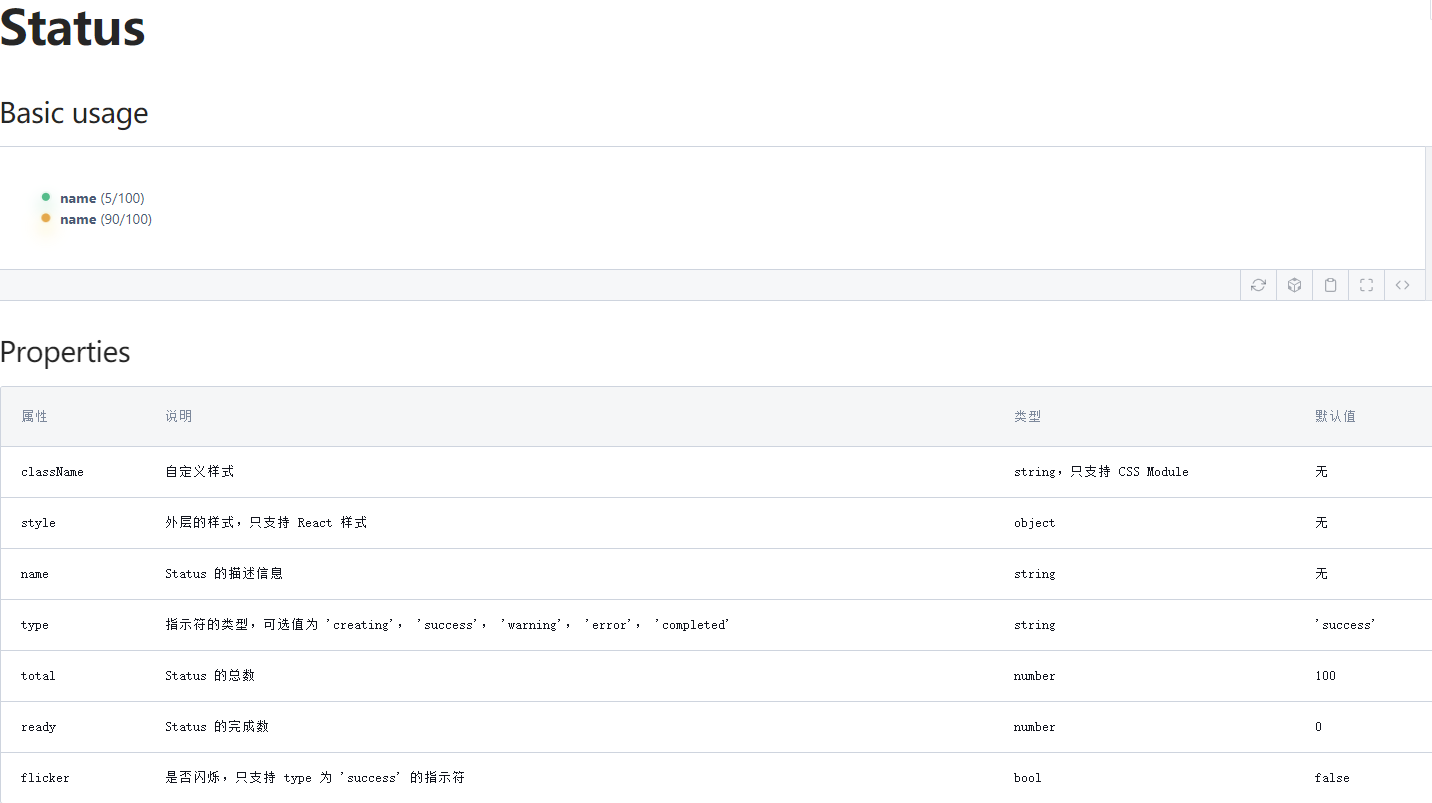 Status
Basic usage
name (5/100)
name (90/100)
Properties
属性 说明 类型 默认值
className 自定义样式 string，只支持 CSS Module 无
style 外层的样式，只支持 React 样式 object 无
name Status 的描述信息 string 无
type 指示符的类型，可选值为 'creating'， 'success'， 'warning'， 'error'， 'completed' string 'success'
total Status 的总数 number 100
ready Status 的完成数 number 0
flicker 是否闪烁，只支持 type 为 'success' 的指示符 bool false